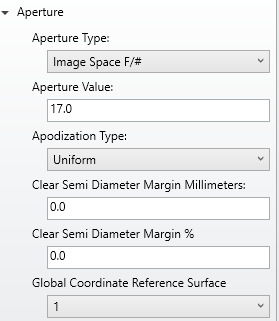 Aperture
Aperture Type:
Image Space F/#
Aperture Value:
17.0
Apodization Type:
Uniform
Clear Semi Diameter Margin Millimeters:
0.0
Clear Semi Diameter Margin %
0.0
Global Coordinate Reference Surface
1